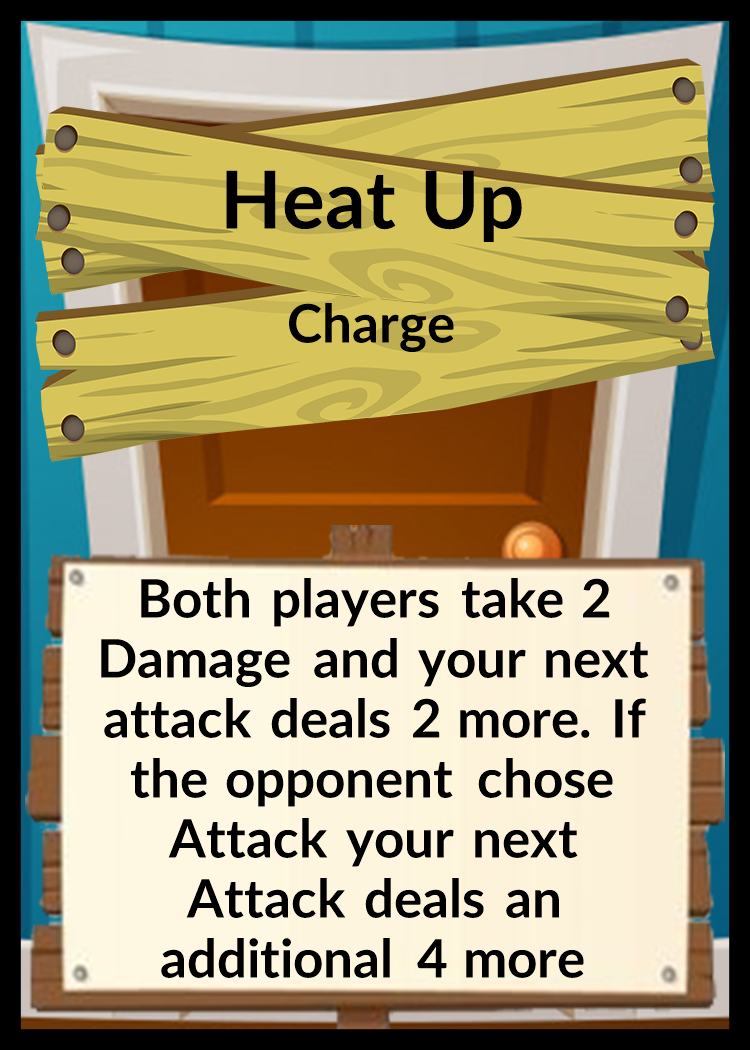 Heat Up
Charge
Both players take 2
Damage and your next
attack deals 2 more. If
the opponent chose
Attack your next
Attack deals an
additional 4 more